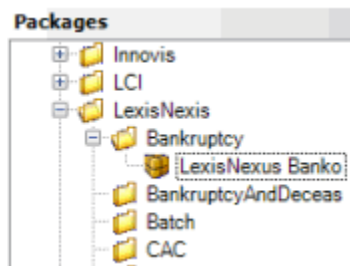 Packages
Innovis
LCI
LexisNexis
Bankruptcy
LexisNexus Banko
BankruptcyAndDeceas
Batch
CAC